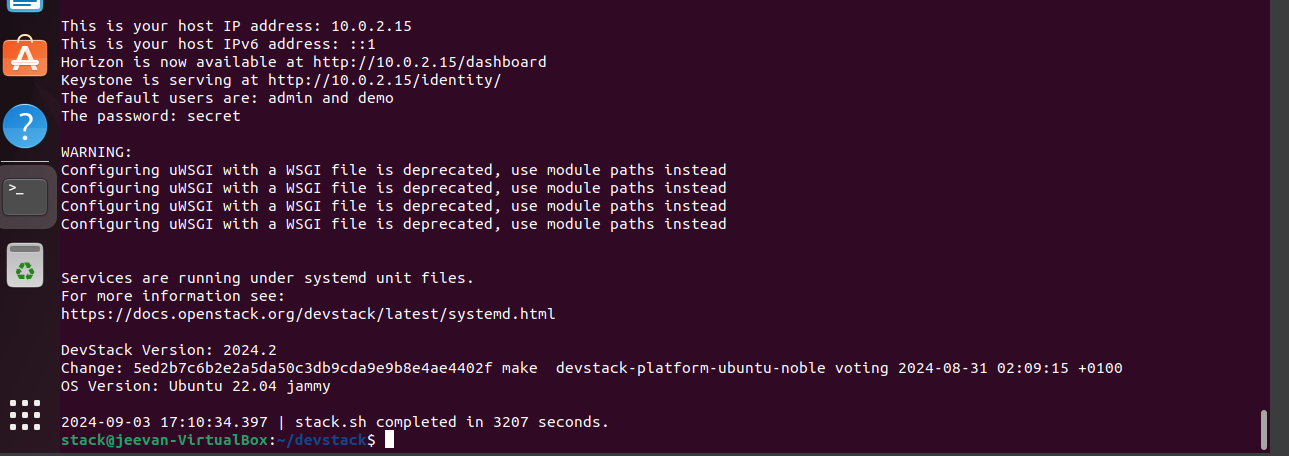 This is your host IP address: 10.0.2.15
This is your host IPv6 address: ::1
Horizon is now available at http://10.0.2.15/dashboard
Keystone is serving at http://10.0.2.15/identity/
The default users are: admin and demo
The password: secret
WARNING:
Configuring uWSGI with a WSGI file is deprecated, use module paths instead
Configuring uWSGI with a WSGI file is deprecated, use module paths instead
Configuring uWSGI with a WSGI file is deprecated, use module paths instead
Configuring uWSGI with a WSGI file is deprecated, use module paths instead
Services are running under systemd unit files.
For more information see:
https://docs.openstack.org/devstack/latest/systemd.html
DevStack Version: 2024.2
Change: 5ed2b7c6b2e2a5da50c3db9cda9e9b8e4ae4402f make  devstack-platform-ubuntu-noble voting 2024-08-31 02:09:15 +0100
OS Version: Ubuntu 22.04 jammy
2024-09-03 17:10:34.397 | stack.sh completed in 3207 seconds.
stack@jeevan-VirtualBox:~/devstack$